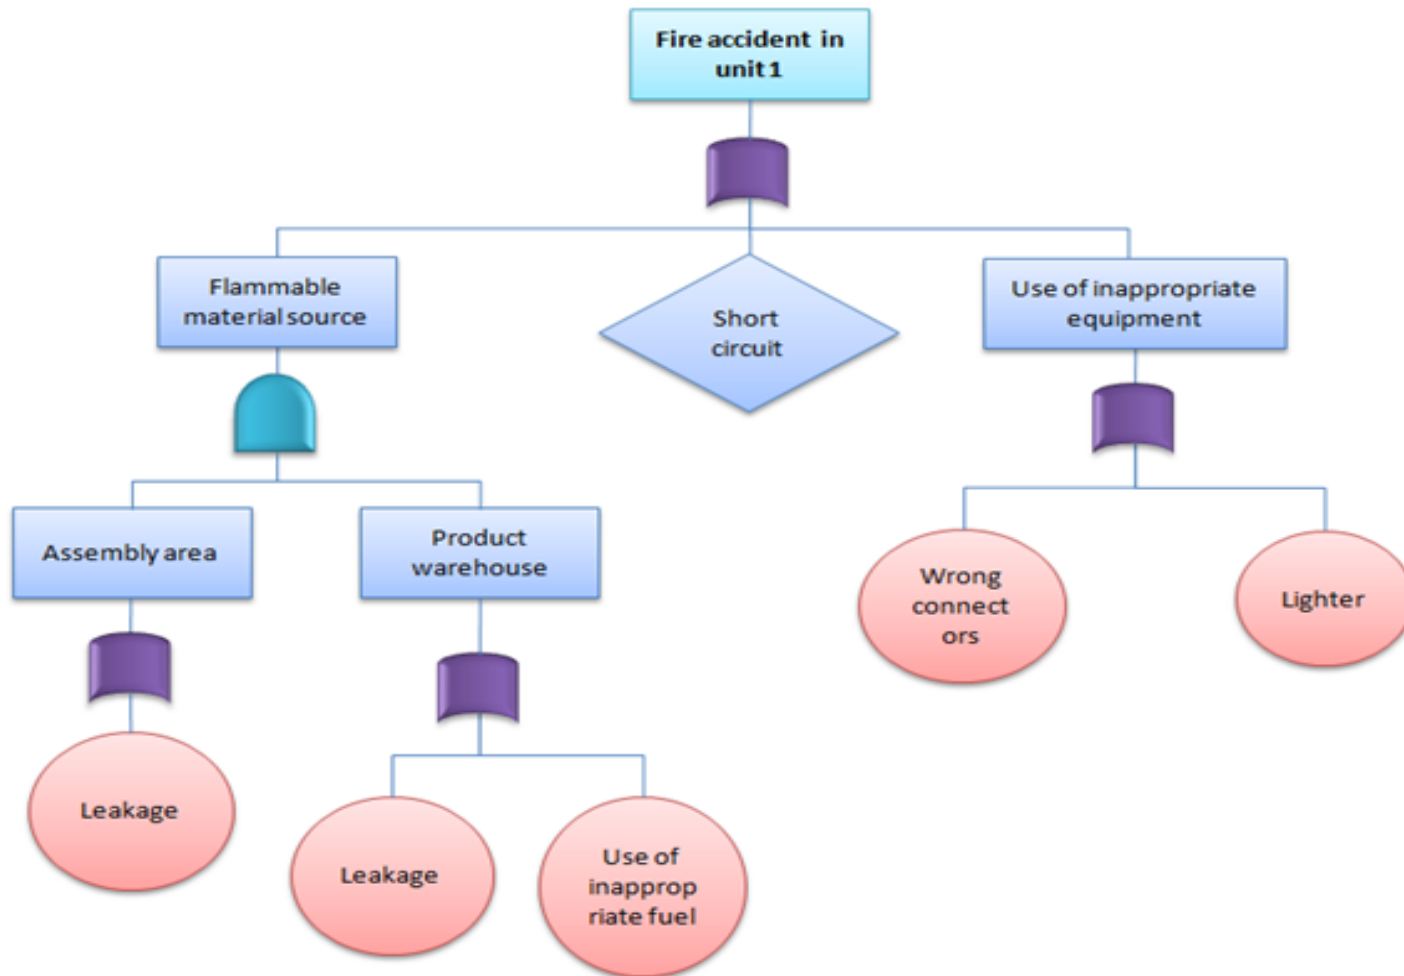 Fire accident in
unit 1
Flammable
material source
Short
circuit
Use of inappropriate
equipment
Assembly area
Product
warehouse
Wrong
connect
ors
Lighter
Leakage
Leakage
Use of
inapprop
riate fuel